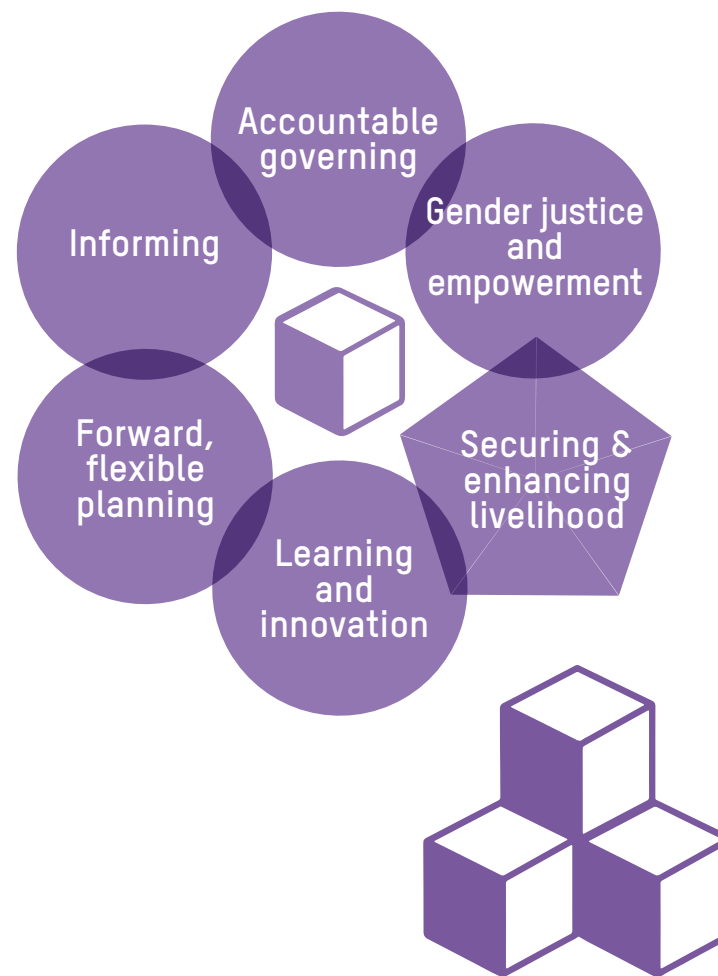 Accountable
governing
Gender justice
and
empowerment
Informing
Forward,
flexible
planning
Securing &
enhancing
livelihood
Learning
and
innovation